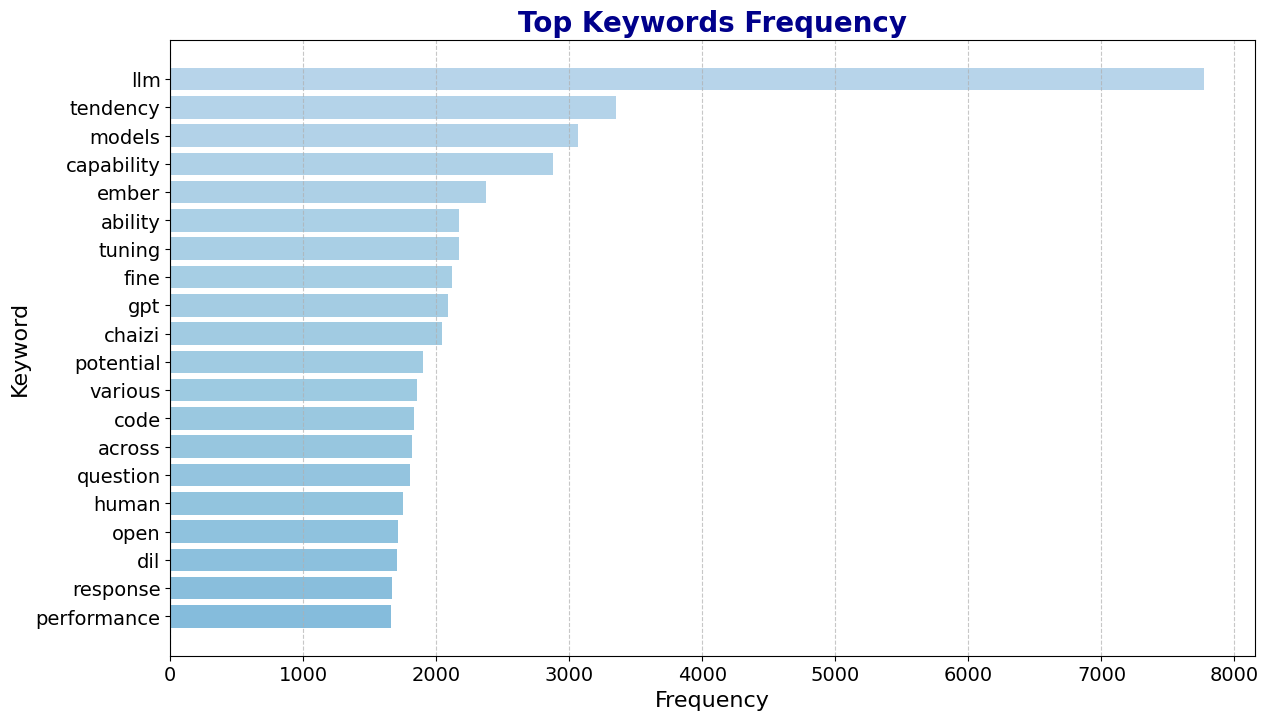 Top Keywords Frequency
Keyword
llm
tendency
models
capability
ember
ability
tuning
fine
gpt
chaizi
potential
various
code
across
question
human
open
dil
response
performance
0 1000 2000 3000 4000 5000 6000 7000 8000
Frequency